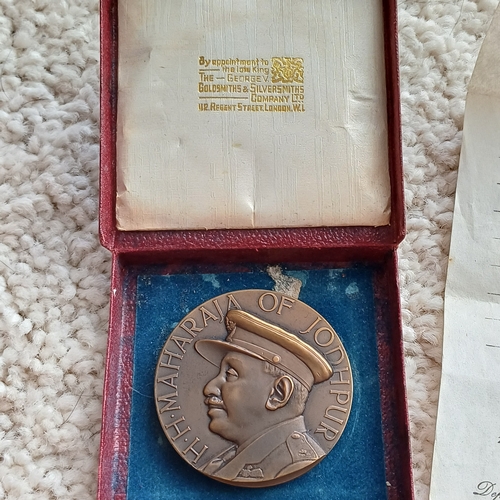 By appointment to
the late King
THE — GEORGE V
GOLDSMITHS & SILVERSMITHS
COMPANY LTD
112, REGENT STREET, LONDON, W.1.
H·H·MAHARAJA OF JODHPUR